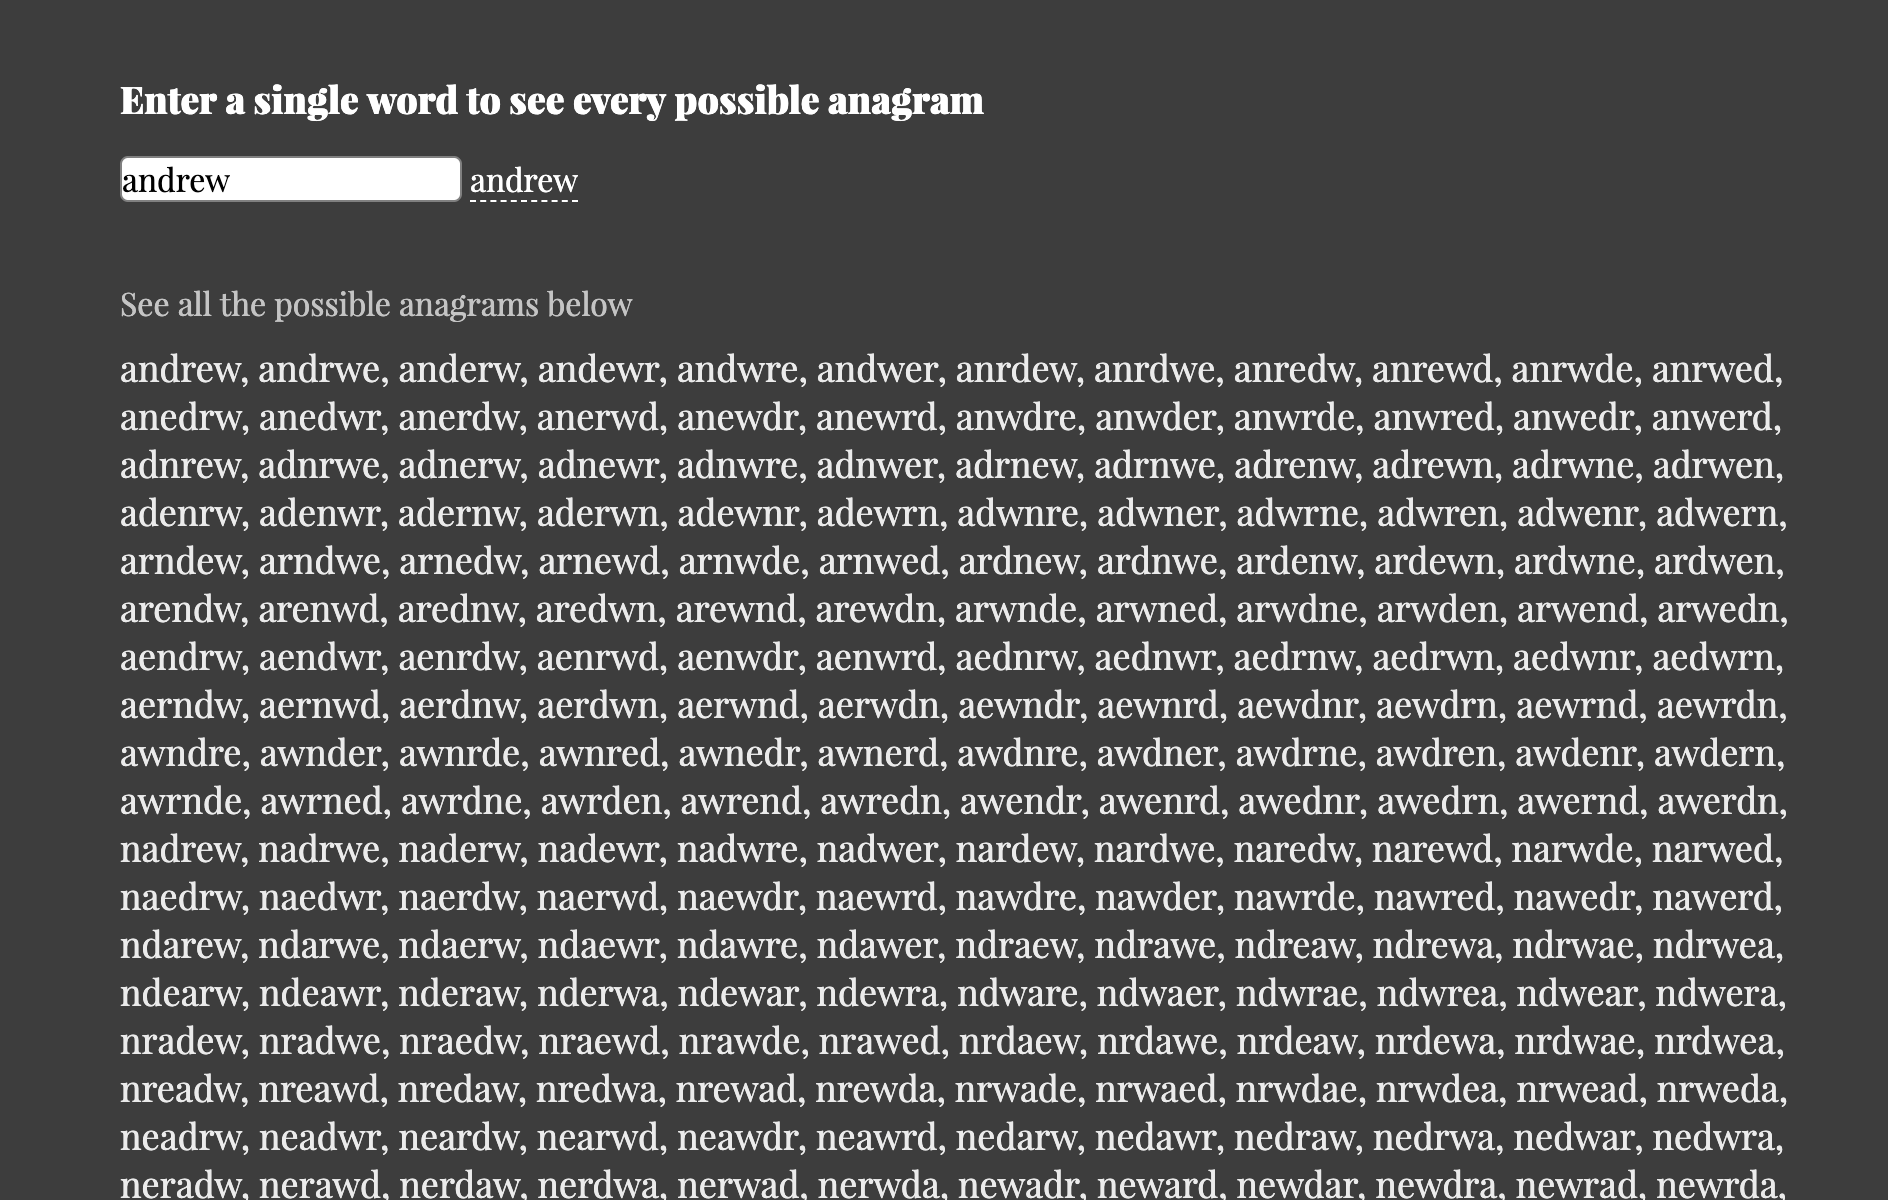 Enter a single word to see every possible anagram
andrew andrew
See all the possible anagrams below
andrew, andrwe, anderw, andewr, andwre, andwer, anrdew, anrdwe, anredw, anrewd, anrwde, anrwed,
anedrw, anedwr, anerdw, anerwd, anewdr, anewrd, anwdre, anwder, anwrde, anwred, anwedr, anwerd,
adnrew, adnrwe, adnerw, adnewr, adnwre, adnwer, adrnew, adrnwe, adrenw, adrewn, adrwne, adrwen,
adenrw, adenwr, adernw, aderwn, adewnr, adewrn, adwnre, adwner, adwrne, adwren, adwenr, adwern,
arndew, arndwe, arnedw, arnewd, arnwde, arnwed, ardnew, ardnwe, ardenw, ardewn, ardwne, ardwen,
arendw, arenwd, arednw, aredwn, arewnd, arewdn, arwnde, arwned, arwdne, arwden, arwend, arwedn,
aendrw, aendwr, aenrdw, aenrwd, aenwdr, aenwrd, aednrw, aednwr, aedrnw, aedrwn, aedwnr, aedwrn,
aerndw, aernwd, aerdnw, aerdwn, aerwnd, aerwdn, aewndr, aewnrd, aewdnr, aewdrn, aewrnd, aewrdn,
awndre, awnder, awnrde, awnred, awnedr, awnerd, awdnre, awdner, awdrne, awdren, awdenr, awdern,
awrnde, awrned, awrdne, awrden, awrend, awredn, awendr, awenrd, awednr, awedrn, awernd, awerdn,
nadrew, nadrwe, naderw, nadewr, nadwre, nadwer, nardew, nardwe, naredw, narewd, narwde, narwed,
naedrw, naedwr, naerdw, naerwd, naewdr, naewrd, nawdre, nawder, nawrde, nawred, nawedr, nawerd,
ndarew, ndarwe, ndaerw, ndaewr, ndawre, ndawer, ndraew, ndrawe, ndreaw, ndrewa, ndrwae, ndrwea,
ndearw, ndeawr, nderaw, nderwa, ndewar, ndewra, ndware, ndwaer, ndwrae, ndwrea, ndwear, ndwera,
nradew, nradwe, nraedw, nraewd, nrawde, nrawed, nrdaew, nrdawe, nrdeaw, nrdewa, nrdwae, nrdwea,
nreadw, nreawd, nredaw, nredwa, nrewad, nrewda, nrwade, nrwaed, nrwdae, nrwdea, nrwead, nrweda,
neadrw, neadwr, neardw, nearwd, neawdr, neawrd, nedarw, nedawr, nedraw, nedrwa, nedwar, nedwra,
neradw, nerawd, nerdaw, nerdwa, nerwad, nerwda, newadr, neward, newdar, newdra, newrad, newrda,